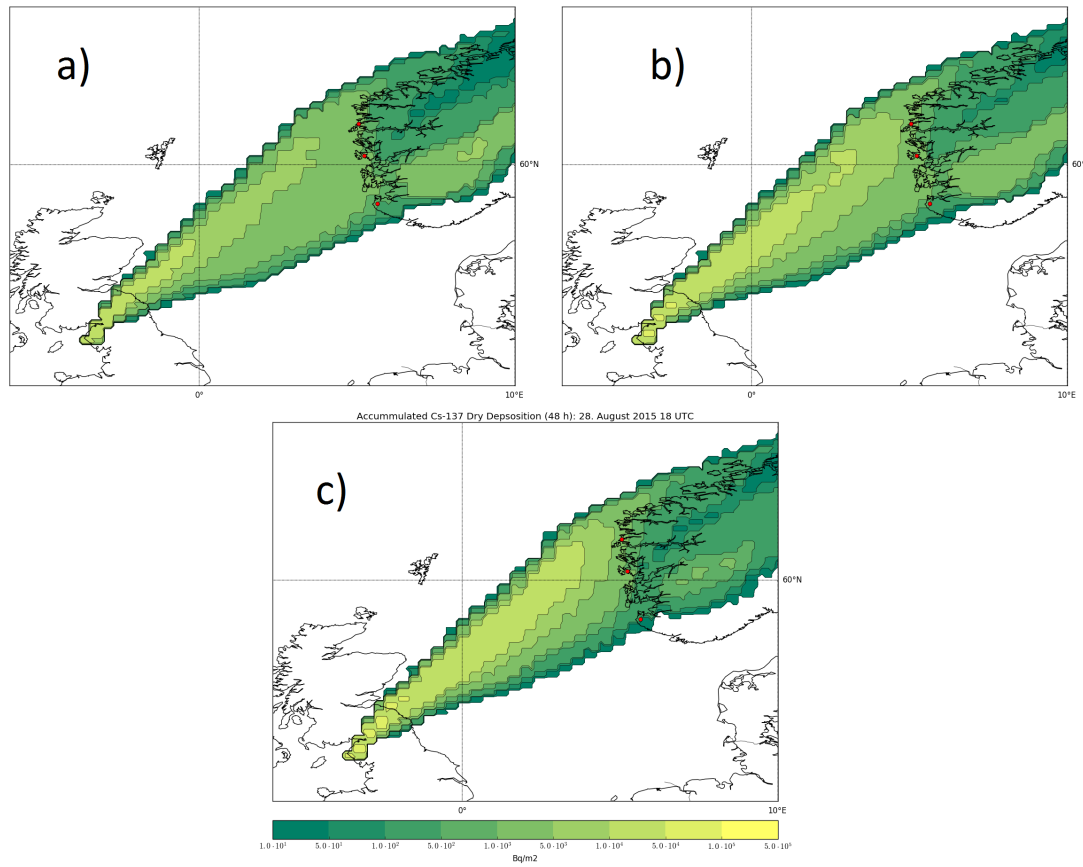 a)
b)
60°N
60°
0°
10°E
0°
10°E
Accummulated Cs-137 Dry Depsosition (48 h): 28. August 2015 18 UTC
c)
60°N
0°
10°E
1.0·10¹ 5.0·10¹ 1.0·10² 5.0·10² 1.0·10³ 5.0·10³ 1.0·10⁴ 5.0·10⁴ 1.0·10⁵ 5.0·10⁵
Bq/m2